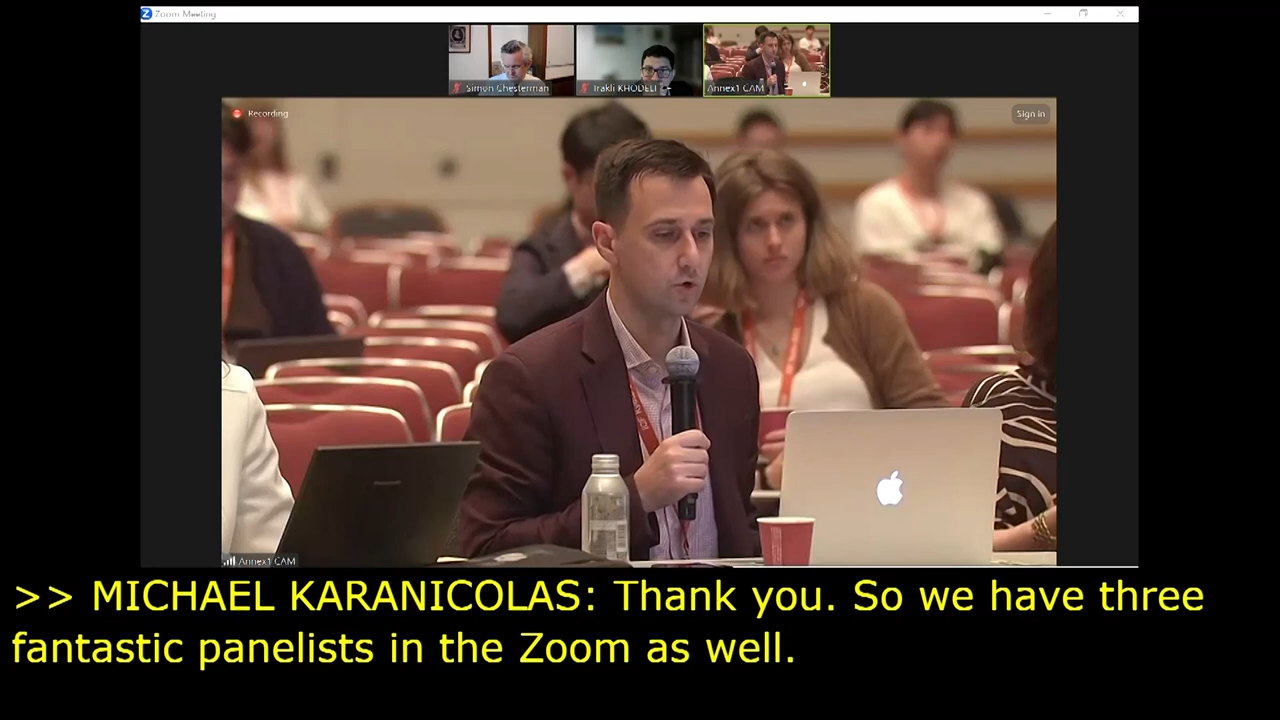 Zoom Meeting
Simon Chesterman
Irakli KHODELI
Annex1 CAM
Recording
Sign in
Annex1 CAM
>> MICHAEL KARANICOLAS: Thank you. So we have three
fantastic panelists in the Zoom as well.